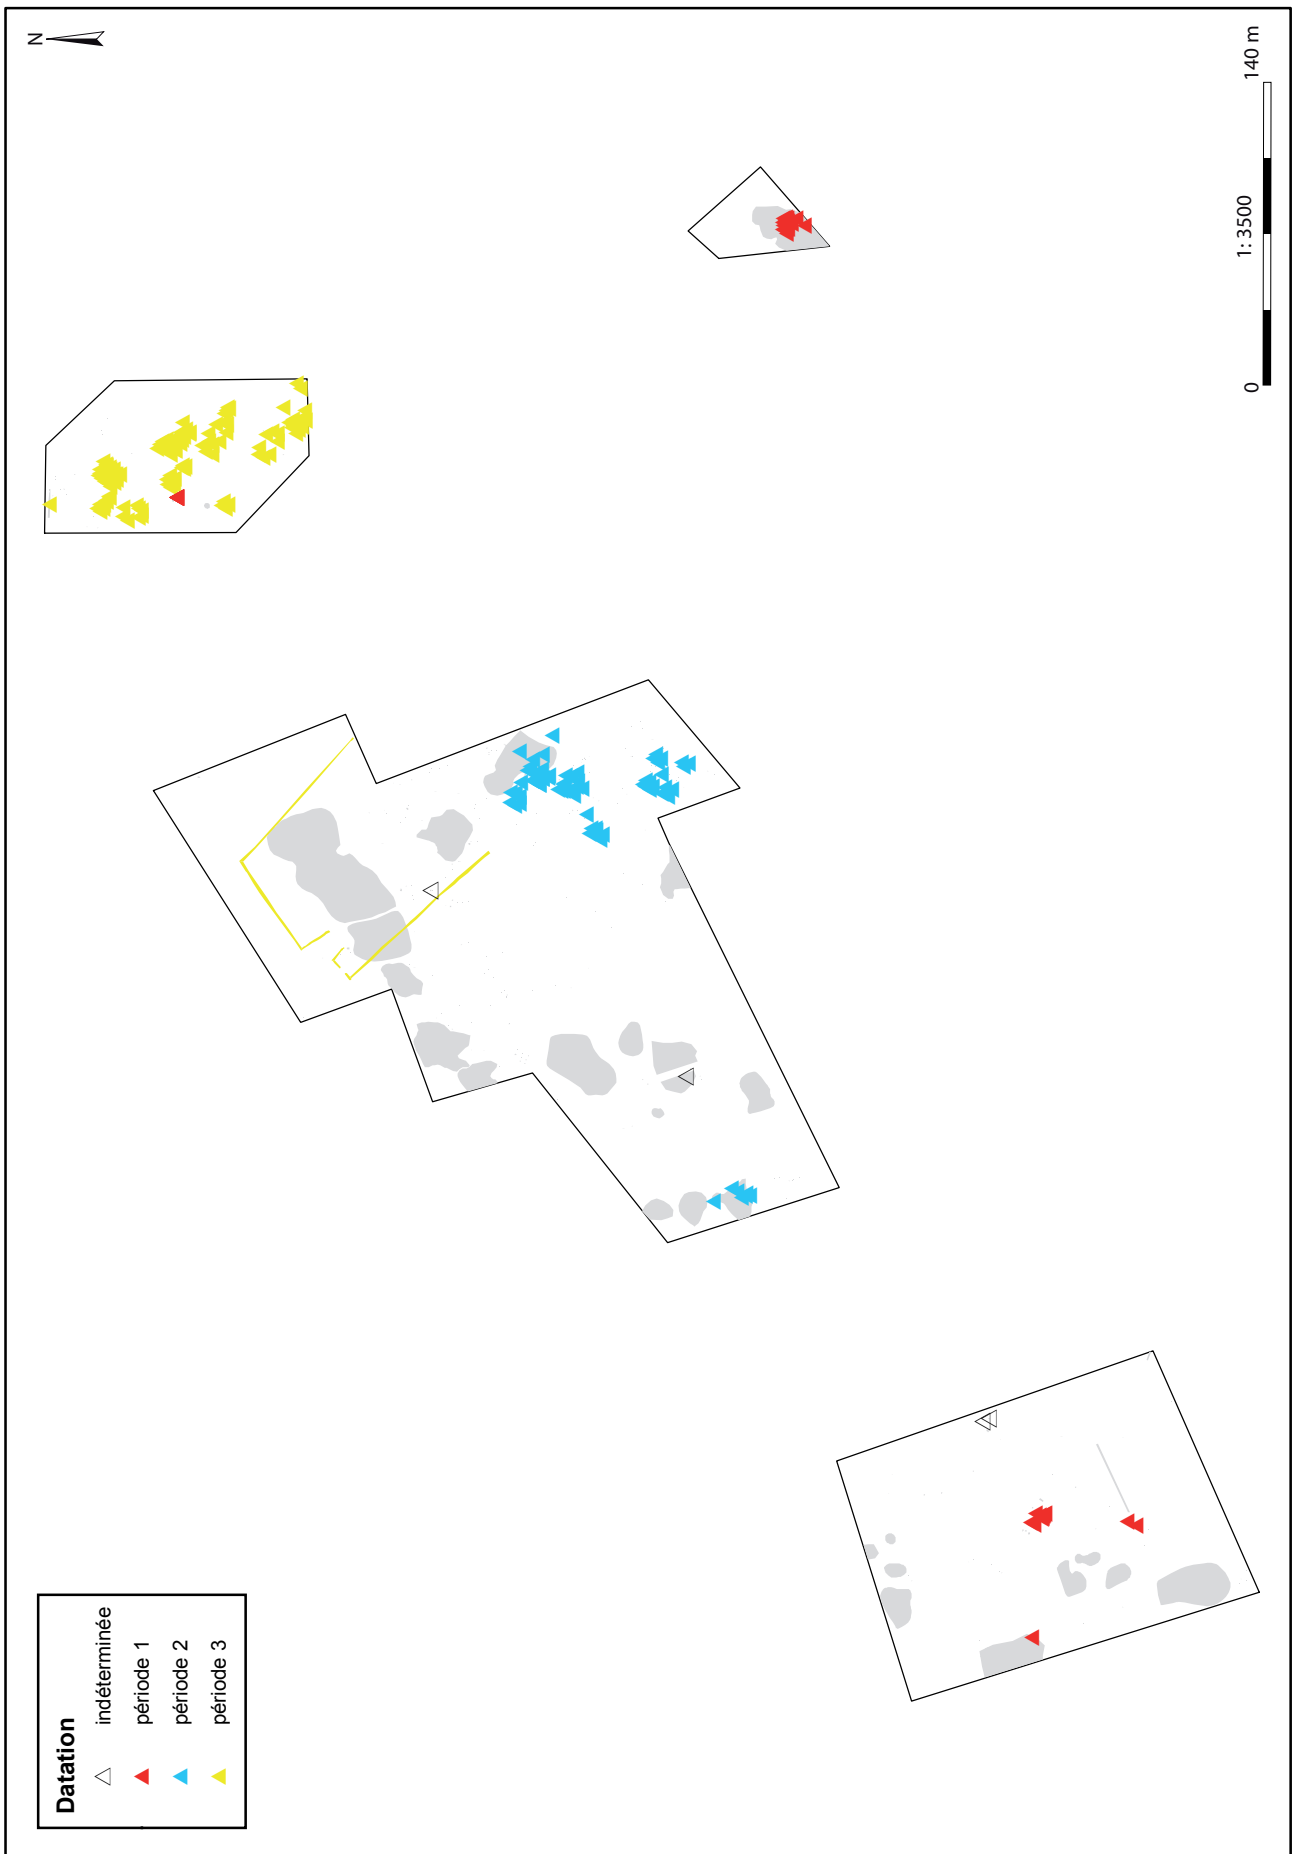 N
Datation
indéterminée
période 1
période 2
période 3
1: 3500
0 140 m